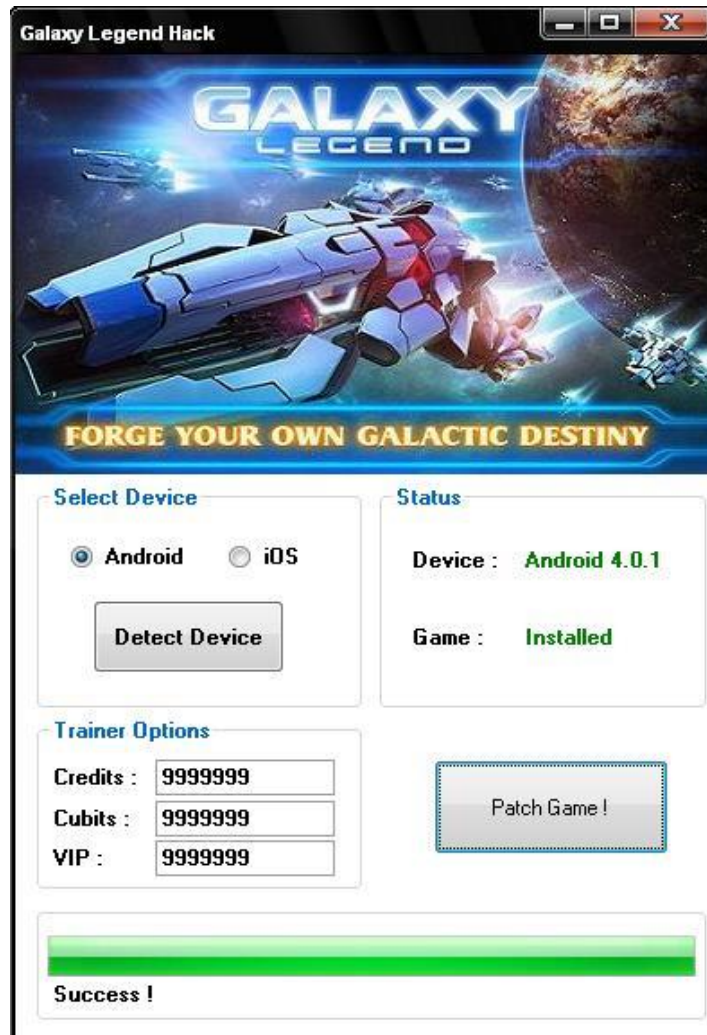 Galaxy Legend Hack
GALAXY
LEGEND
FORGE YOUR OWN GALACTIC DESTINY
Select Device
Android
iOS
Detect Device
Status
Device : Android 4.0.1
Game : Installed
Trainer Options
Credits : 9999999
Cubits : 9999999
VIP : 9999999
Patch Game !
Success !